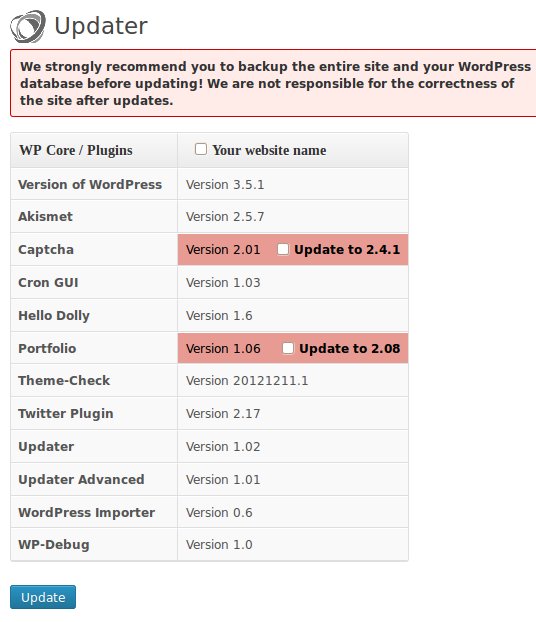 Updater
We strongly recommend you to backup the entire site and your WordPress
database before updating! We are not responsible for the correctness of
the site after updates.
WP Core / Plugins Your website name
Version of WordPress Version 3.5.1
Akismet Version 2.5.7
Captcha Version 2.01 Update to 2.4.1
Cron GUI Version 1.03
Hello Dolly Version 1.6
Portfolio Version 1.06 Update to 2.08
Theme-Check Version 20121211.1
Twitter Plugin Version 2.17
Updater Version 1.02
Updater Advanced Version 1.01
WordPress Importer Version 0.6
WP-Debug Version 1.0
Update